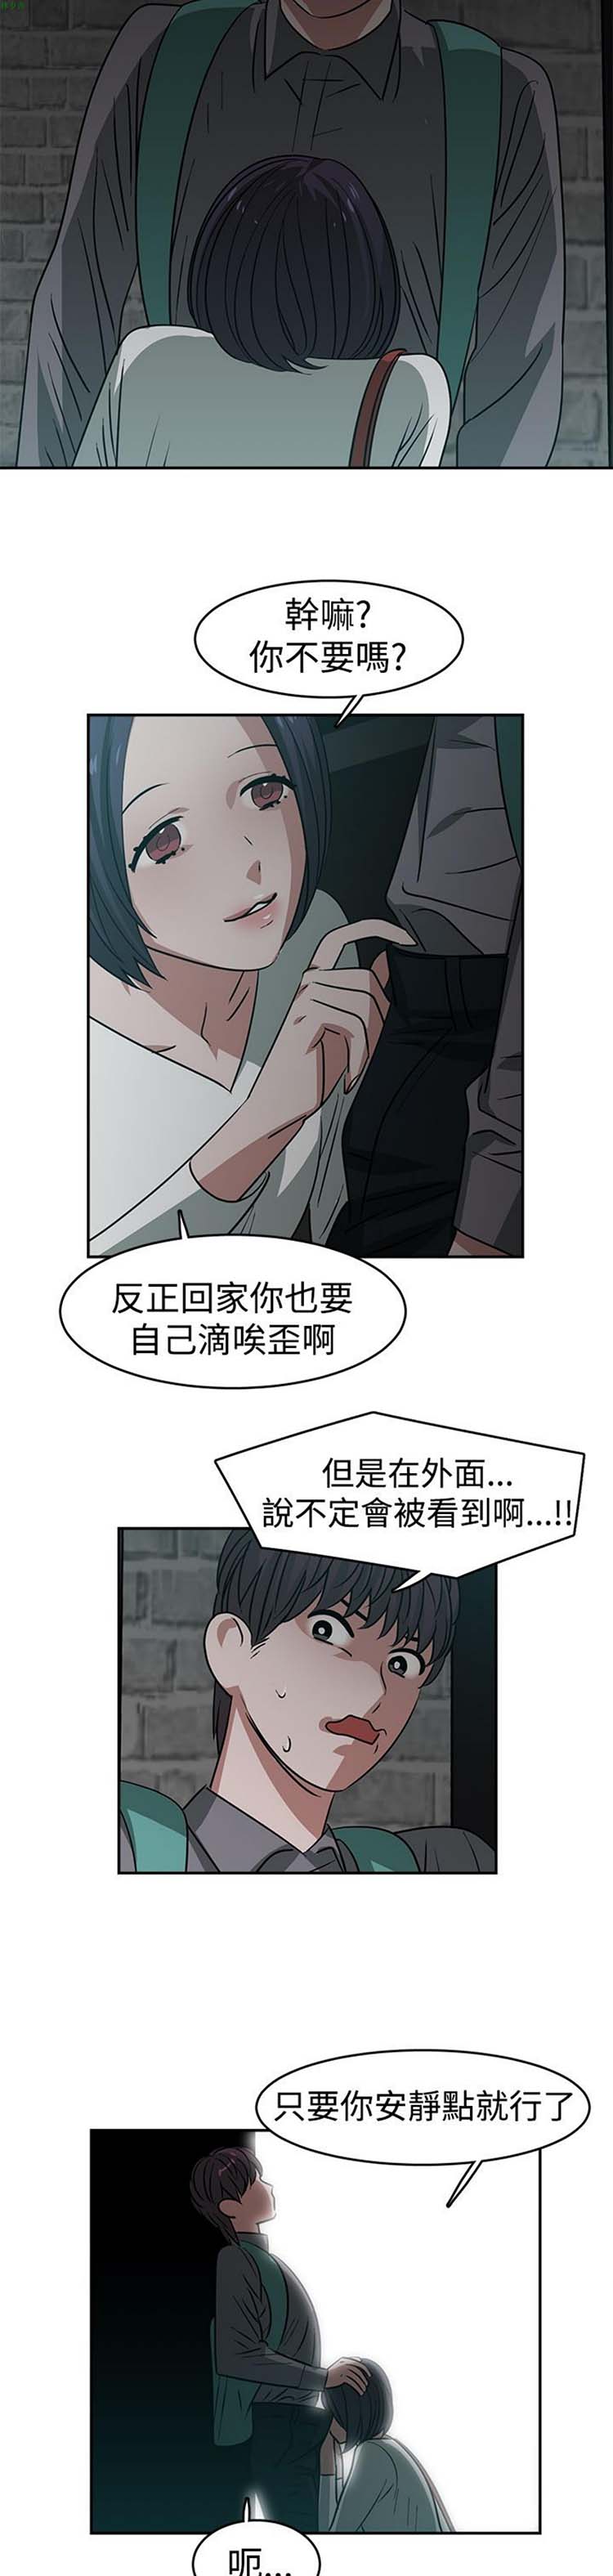 幹嘛?
你不要嗎?
反正回家你也要
自己滴唉歪啊
但是在外面...
說不定會被看到啊...!!
只要你安靜點就行了
呃...